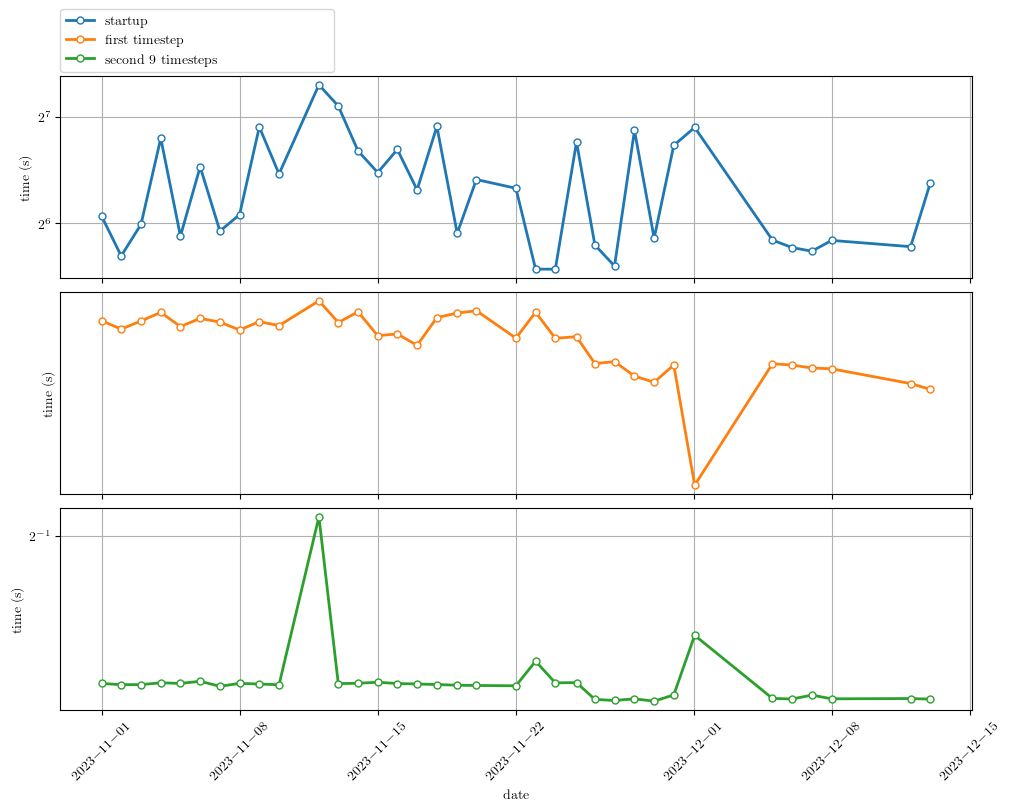 startup
first timestep
second 9 timesteps
2^7
2^6
time (s)
time (s)
2^−1
time (s)
2023−11−01
2023−11−08
2023−11−15
2023−11−22
2023−12−01
2023−12−08
2023−12−15
date